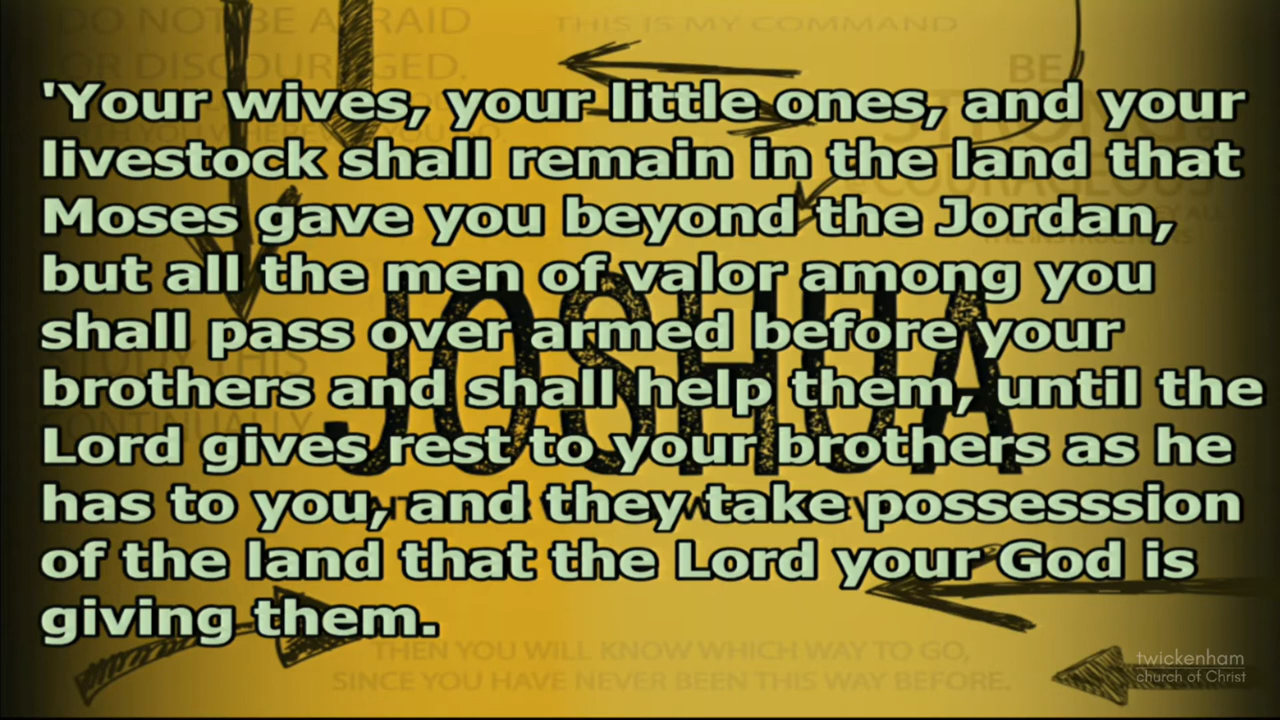 DO NOT BE AFRAID
OR DISCOURAGED.
THIS IS MY COMMAND
BE
STRONG
COURAGEOUS
'Your wives, your little ones, and your
livestock shall remain in the land that
Moses gave you beyond the Jordan,
but all the men of valor among you
shall pass over armed before your
brothers and shall help them, until the
Lord gives rest to your brothers as he
has to you, and they take possesssion
of the land that the Lord your God is
giving them.
JOSHUA
STUDY THIS
CONTINUALLY
THEN YOU WILL KNOW WHICH WAY TO GO,
SINCE YOU HAVE NEVER BEEN THIS WAY BEFORE.
twickenham
church of Christ